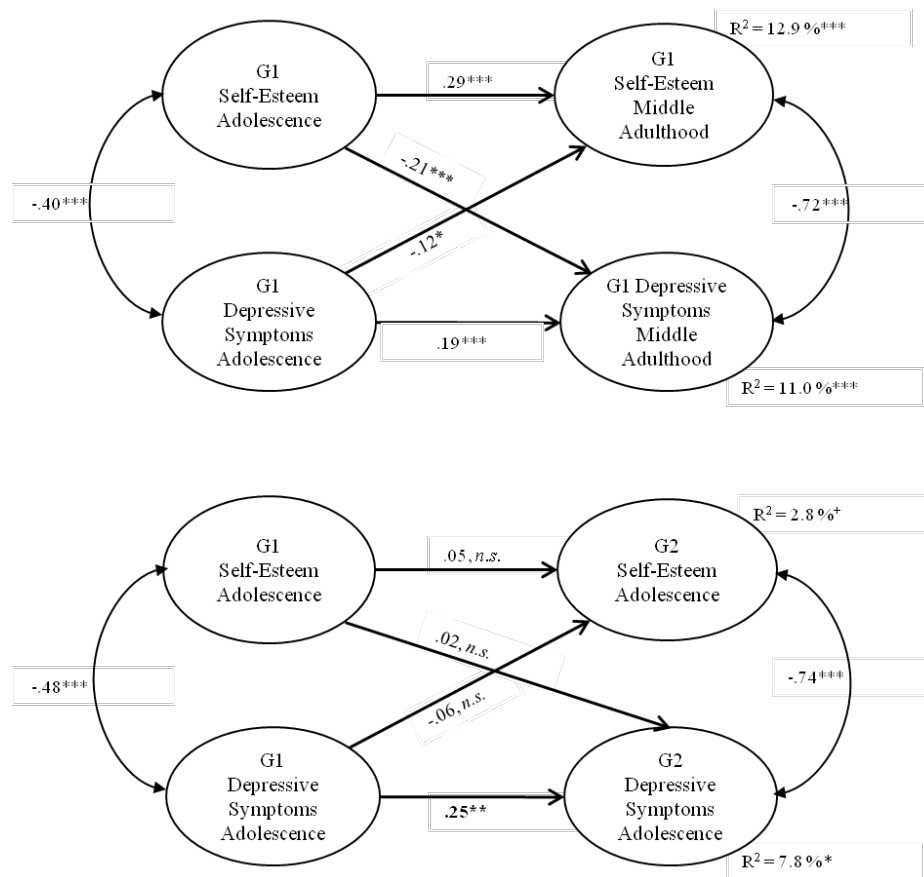 R² = 12.9 %***
G1
Self-Esteem
Adolescence
.29***
G1
Self-Esteem
Middle
Adulthood
-.21***
-.40***
-.72***
-.12*
G1
Depressive
Symptoms
Adolescence
.19***
G1 Depressive
Symptoms
Middle
Adulthood
R² = 11.0 %***
R² = 2.8 %⁺
G1
Self-Esteem
Adolescence
.05, n.s.
G2
Self-Esteem
Adolescence
.02, n.s.
-.48***
-.74***
-.06, n.s.
G1
Depressive
Symptoms
Adolescence
.25**
G2
Depressive
Symptoms
Adolescence
R² = 7.8 %*